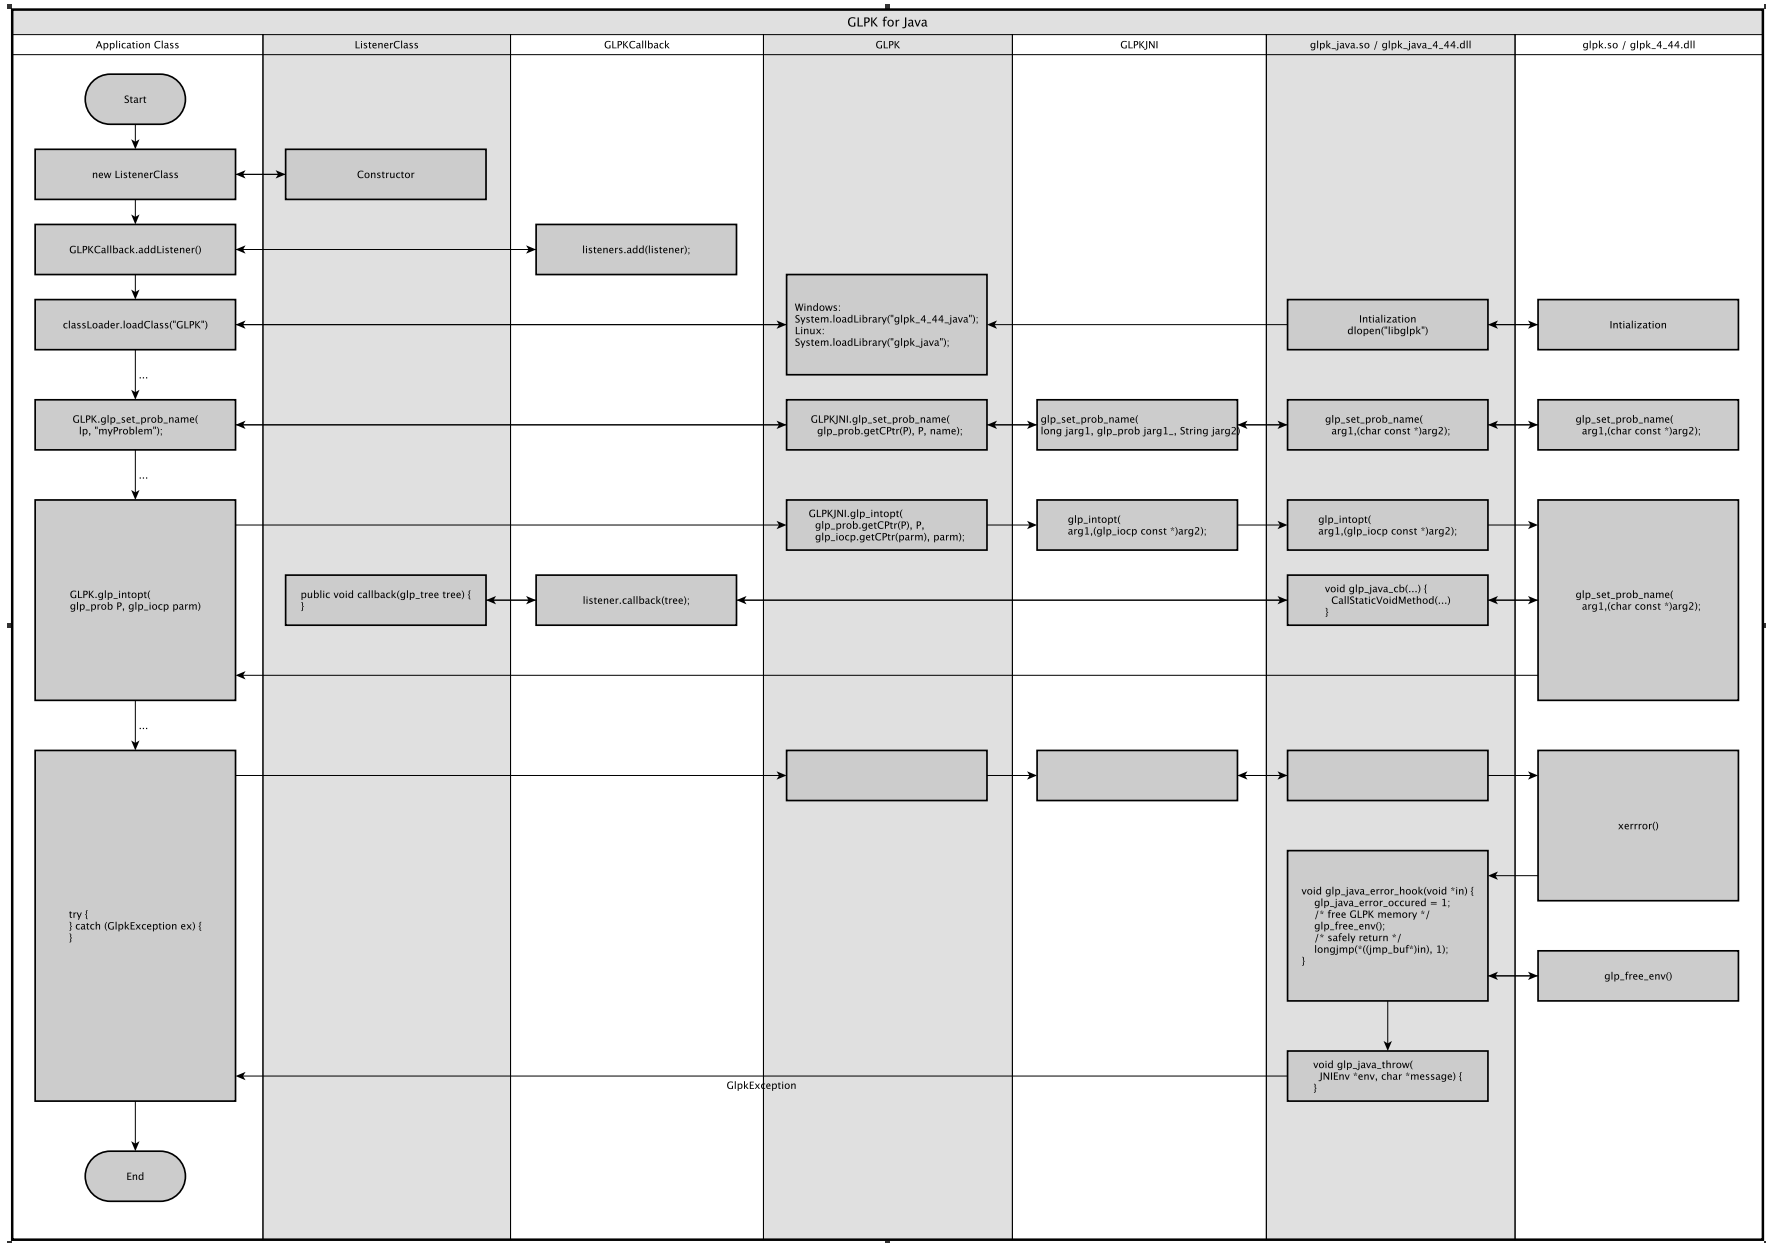 GLPK for Java
Application Class
ListenerClass
GLPKCallback
GLPK
GLPKJNI
glpk_java.so / glpk_java_4_44.dll
glpk.so / glpk_4_44.dll
Start
new ListenerClass
Constructor
GLPKCallback.addListener()
listeners.add(listener);
classLoader.loadClass("GLPK")
Windows:
System.loadLibrary("glpk_4_44_java");
Linux:
System.loadLibrary("glpk_java");
Intialization
dlopen("libglpk")
Intialization
...
GLPK.glp_set_prob_name(
lp, "myProblem");
GLPKJNI.glp_set_prob_name(
glp_prob.getCPtr(P), P, name);
glp_set_prob_name(
long jarg1, glp_prob jarg1_, String jarg2)
glp_set_prob_name(
arg1,(char const *)arg2);
glp_set_prob_name(
arg1,(char const *)arg2);
...
GLPK.glp_intopt(
glp_prob P, glp_iocp parm)
GLPKJNI.glp_intopt(
glp_prob.getCPtr(P), P,
glp_iocp.getCPtr(parm), parm);
glp_intopt(
arg1,(glp_iocp const *)arg2);
glp_intopt(
arg1,(glp_iocp const *)arg2);
public void callback(glp_tree tree) {
}
listener.callback(tree);
void glp_java_cb(...) {
CallStaticVoidMethod(...)
}
glp_set_prob_name(
arg1,(char const *)arg2);
...
try {
} catch (GlpkException ex) {
}
xerrror()
void glp_java_error_hook(void *in) {
glp_java_error_occured = 1;
/* free GLPK memory */
glp_free_env();
/* safely return */
longjmp(*((jmp_buf*)in), 1);
}
glp_free_env()
void glp_java_throw(
JNIEnv *env, char *message) {
}
GlpkException
End